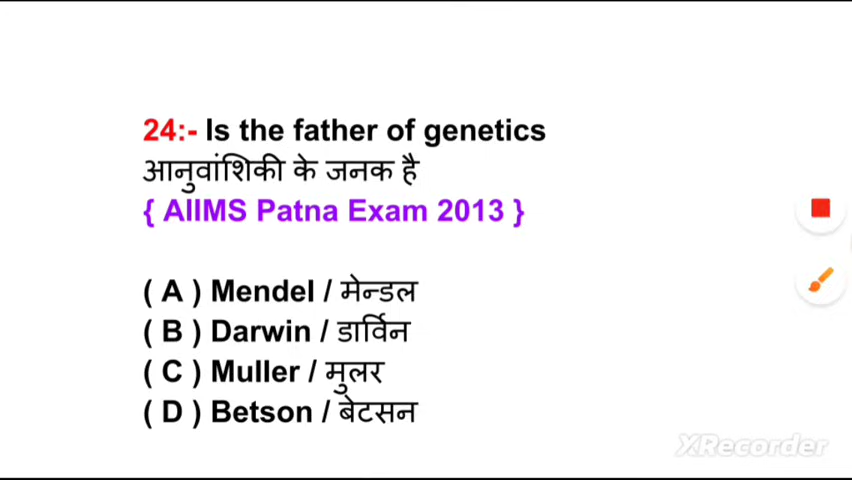 24:- Is the father of genetics
आनुवांशिकी के जनक है
{ AIIMS Patna Exam 2013 }
( A ) Mendel / मेन्डल
( B ) Darwin / डार्विन
( C ) Muller / मुलर
( D ) Betson / बेटसन
XRecorder